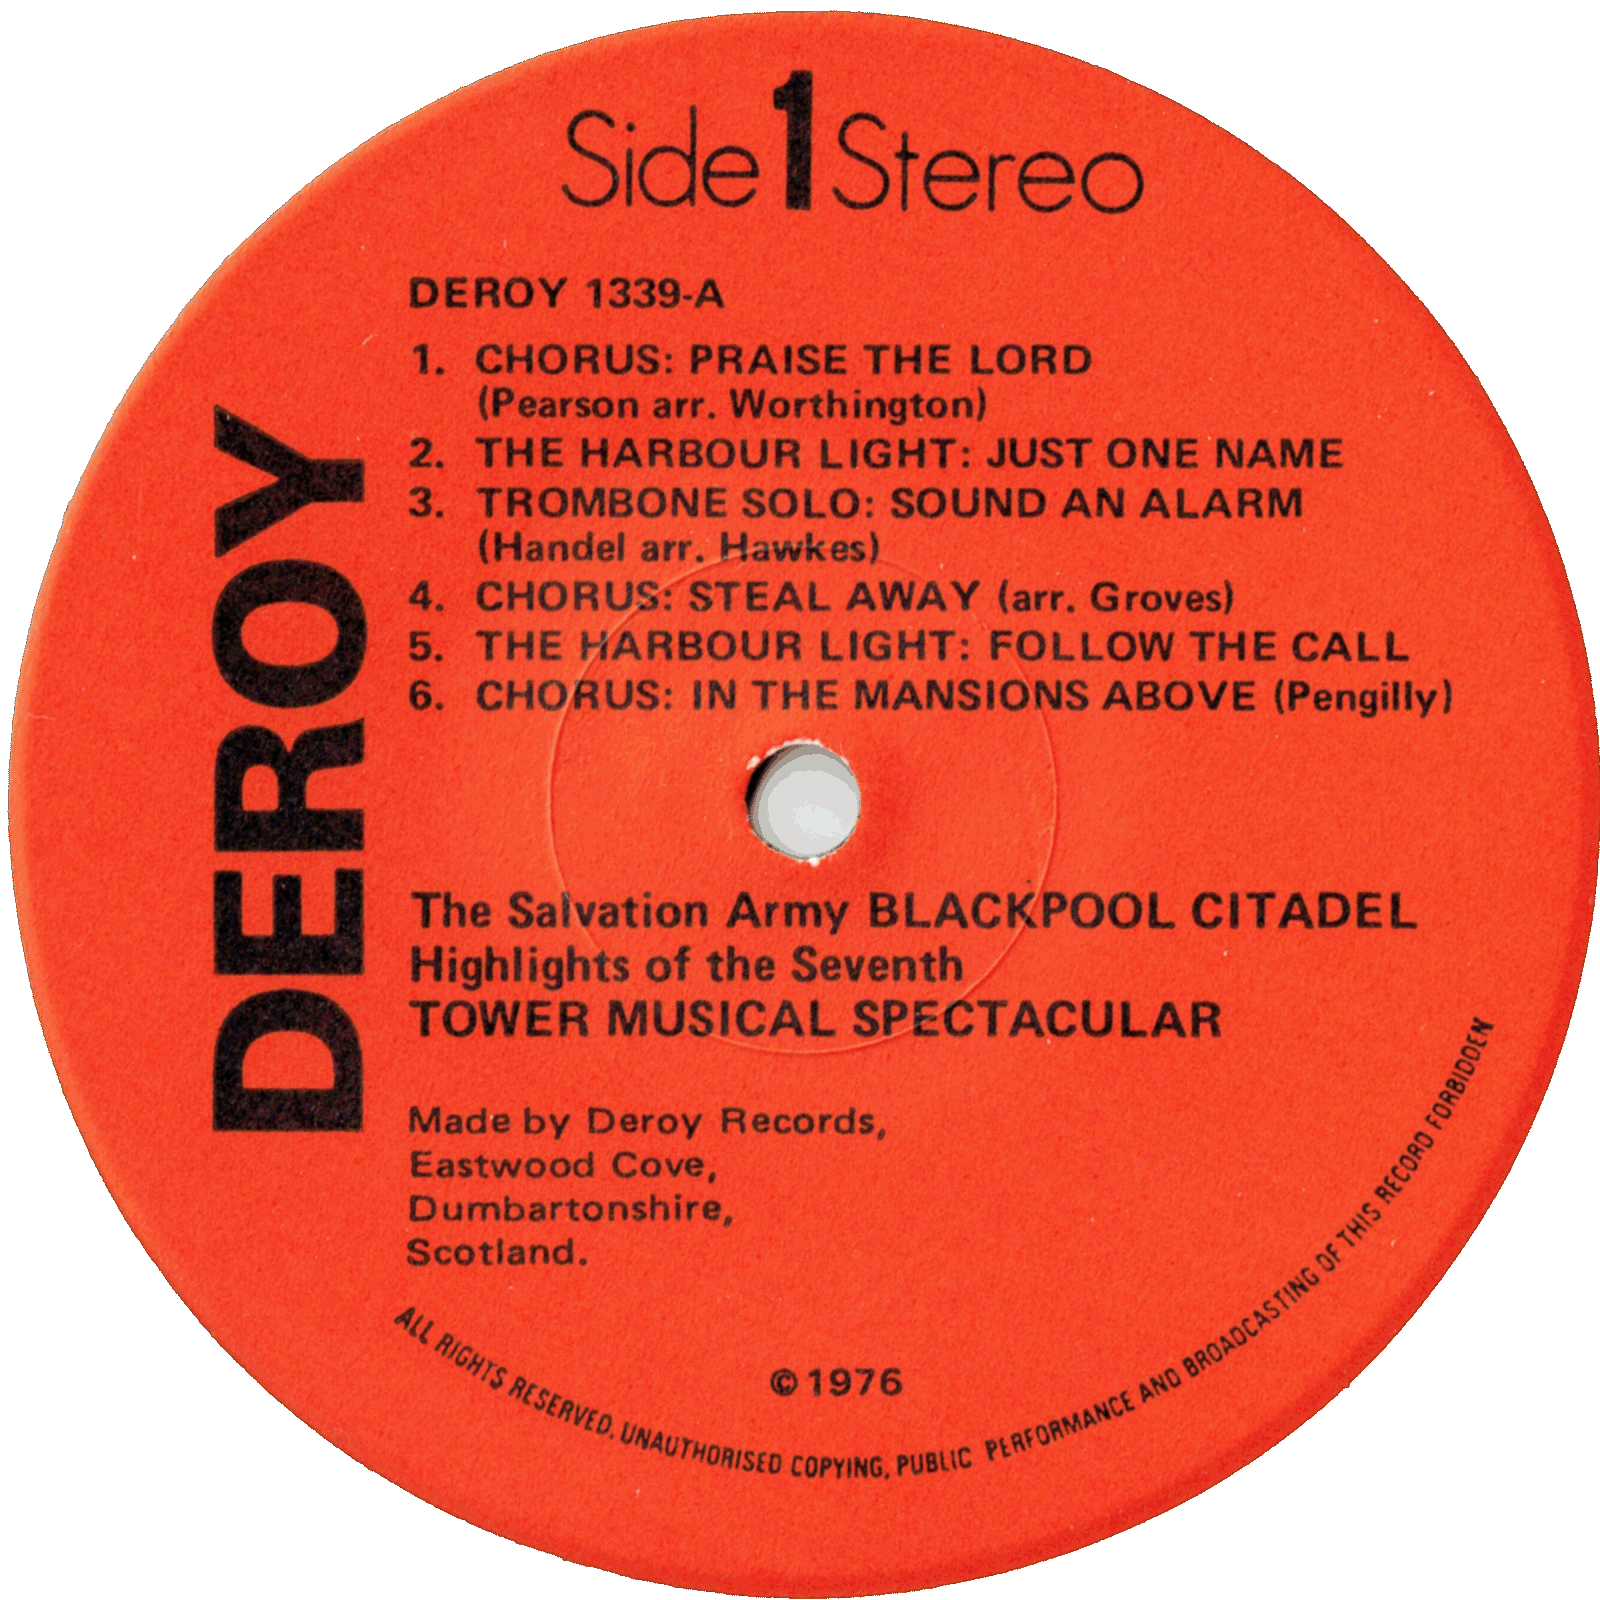 Side 1 Stereo
DEROY
DEROY 1339-A
1. CHORUS: PRAISE THE LORD
(Pearson arr. Worthington)
2. THE HARBOUR LIGHT: JUST ONE NAME
3. TROMBONE SOLO: SOUND AN ALARM
(Handel arr. Hawkes)
4. CHORUS: STEAL AWAY (arr. Groves)
5. THE HARBOUR LIGHT: FOLLOW THE CALL
6. CHORUS: IN THE MANSIONS ABOVE (Pengilly)
The Salvation Army BLACKPOOL CITADEL
Highlights of the Seventh
TOWER MUSICAL SPECTACULAR
Made by Deroy Records,
Eastwood Cove,
Dumbartonshire,
Scotland.
©1976
ALL RIGHTS RESERVED. UNAUTHORISED COPYING, PUBLIC PERFORMANCE AND BROADCASTING OF THIS RECORD FORBIDDEN